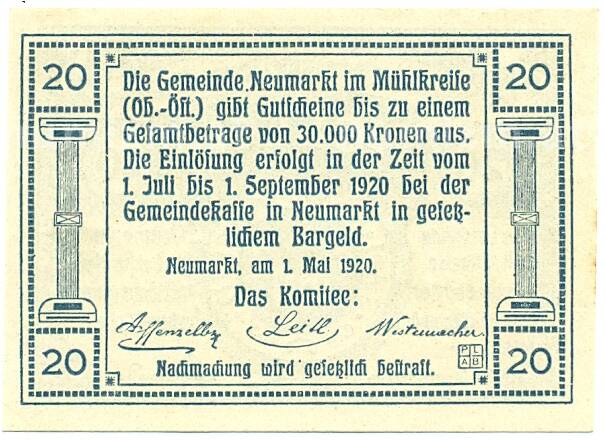 20 20
Die Gemeinde Neumarkt im Mühlkreise
(Ob.-Öst.) gibt Gutscheine bis zu einem
Gesamtbetrage von 30.000 Kronen aus.
Die Einlösung erfolgt in der Zeit vom
1. Juli bis 1. September 1920 bei der
Gemeindekasse in Neumarkt in gesetz-
lichem Bargeld.
Neumarkt, am 1. Mai 1920.
Das Komitee:
Leitl Westermacher.
P L
A B
20 20
Nachmachung wird gesetzlich bestraft.